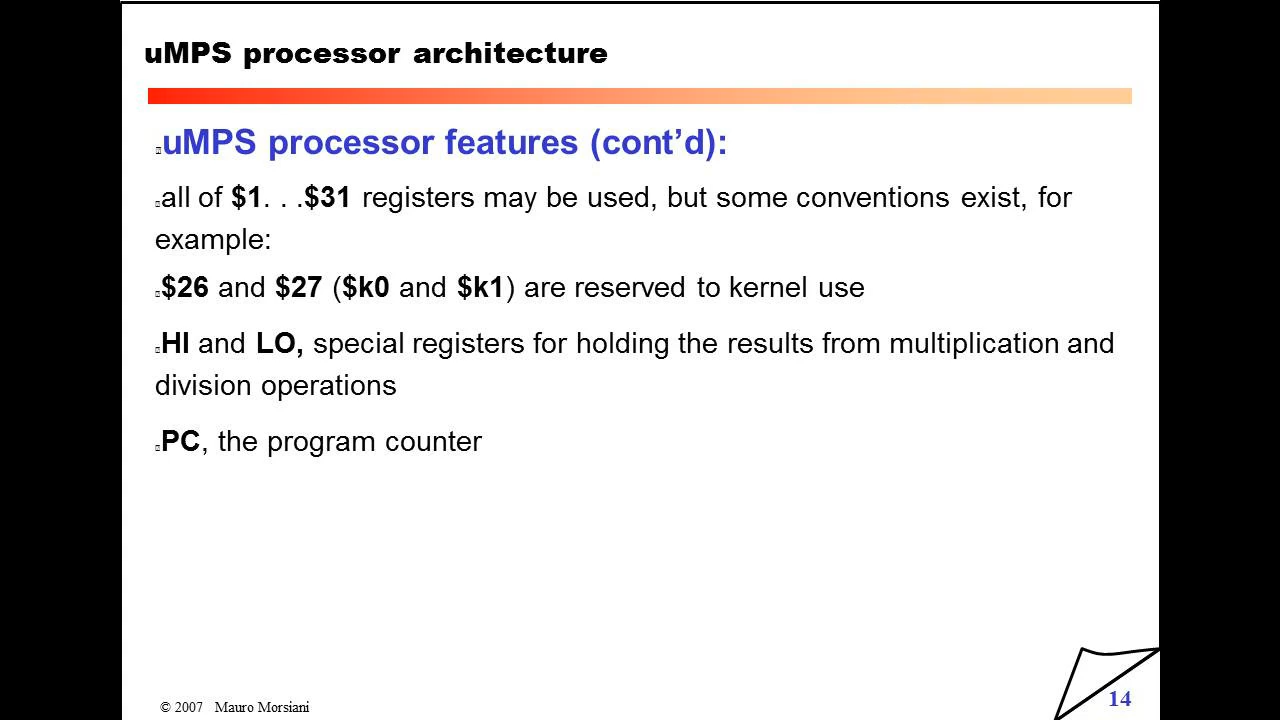 uMPS processor architecture
uMPS processor features (cont’d):
all of $1. . .$31 registers may be used, but some conventions exist, for
example:
$26 and $27 ($k0 and $k1) are reserved to kernel use
HI and LO, special registers for holding the results from multiplication and
division operations
PC, the program counter
© 2007 Mauro Morsiani
14